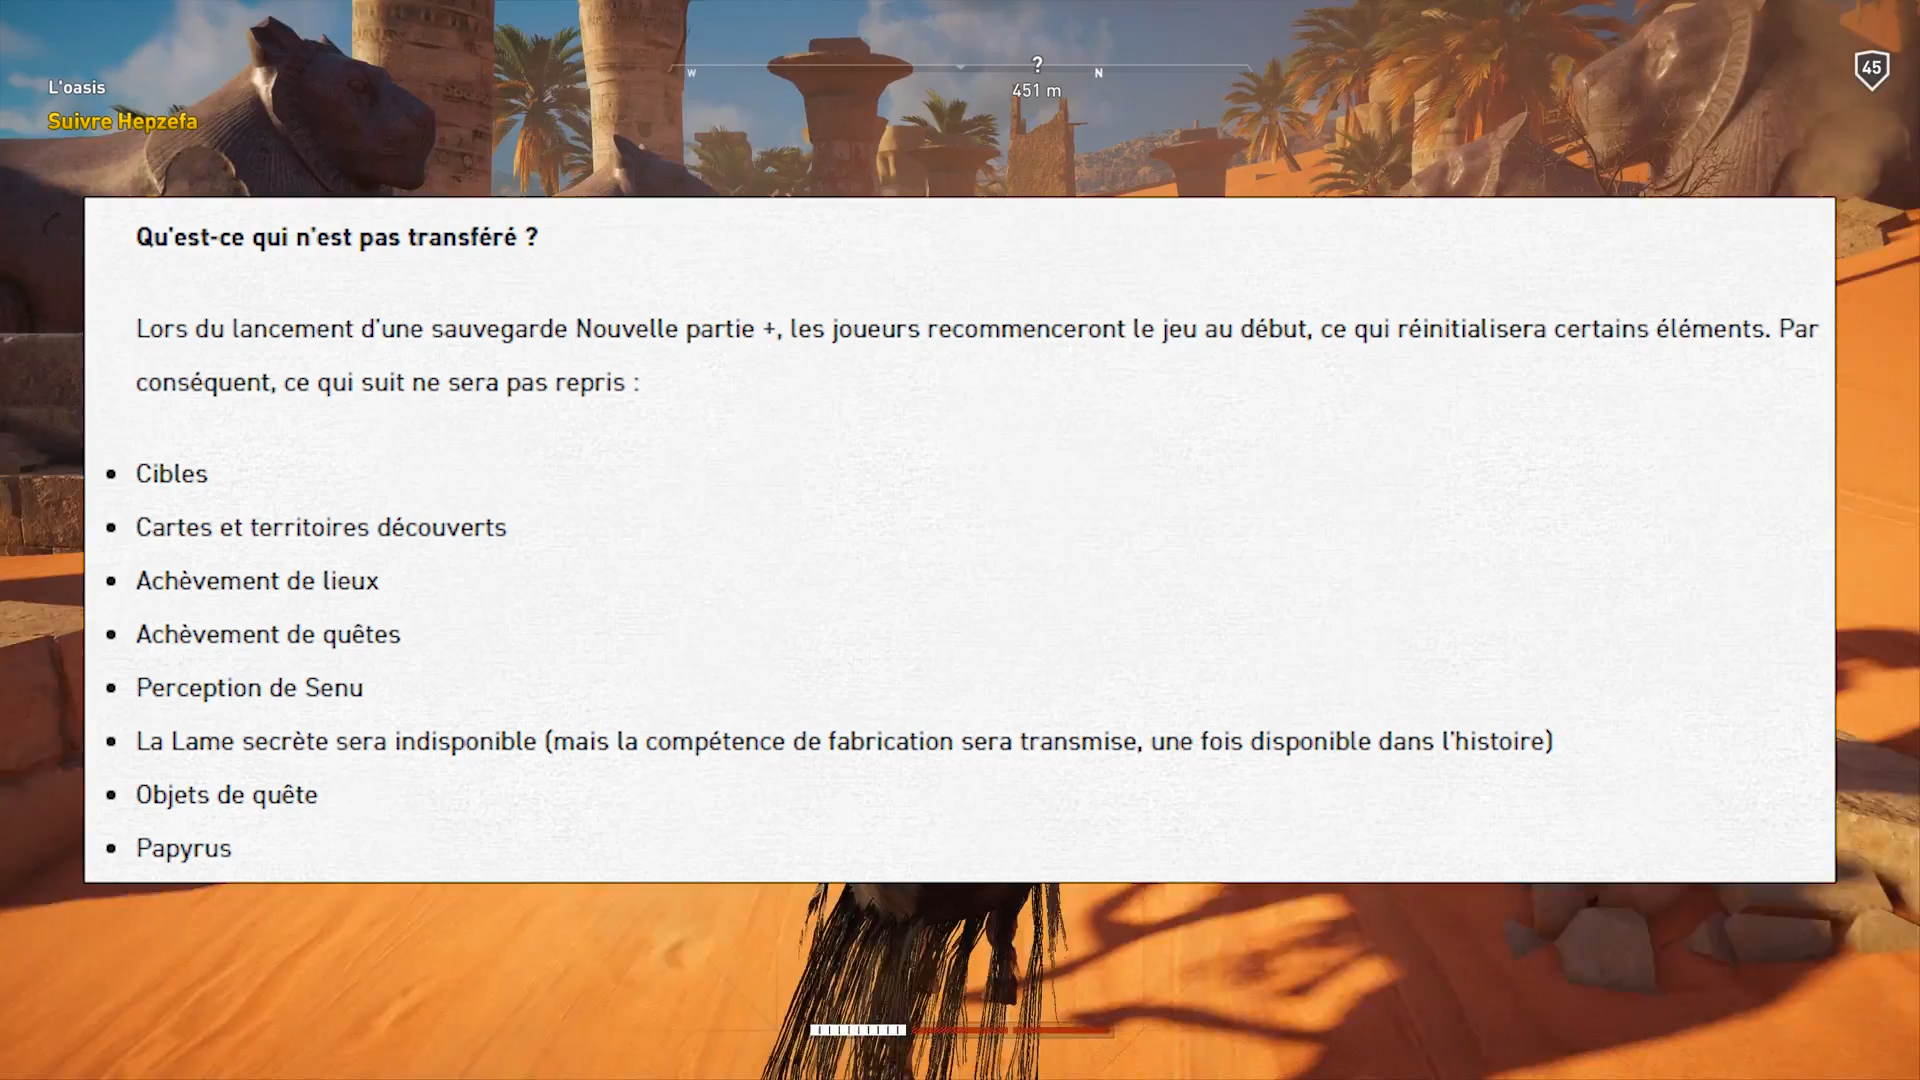 L'oasis
Suivre Hepzefa
W
?
N
451 m
45
Qu'est-ce qui n'est pas transféré ?
Lors du lancement d'une sauvegarde Nouvelle partie +, les joueurs recommenceront le jeu au début, ce qui réinitialisera certains éléments. Par
conséquent, ce qui suit ne sera pas repris :
• Cibles
• Cartes et territoires découverts
• Achèvement de lieux
• Achèvement de quêtes
• Perception de Senu
• La Lame secrète sera indisponible (mais la compétence de fabrication sera transmise, une fois disponible dans l'histoire)
• Objets de quête
• Papyrus